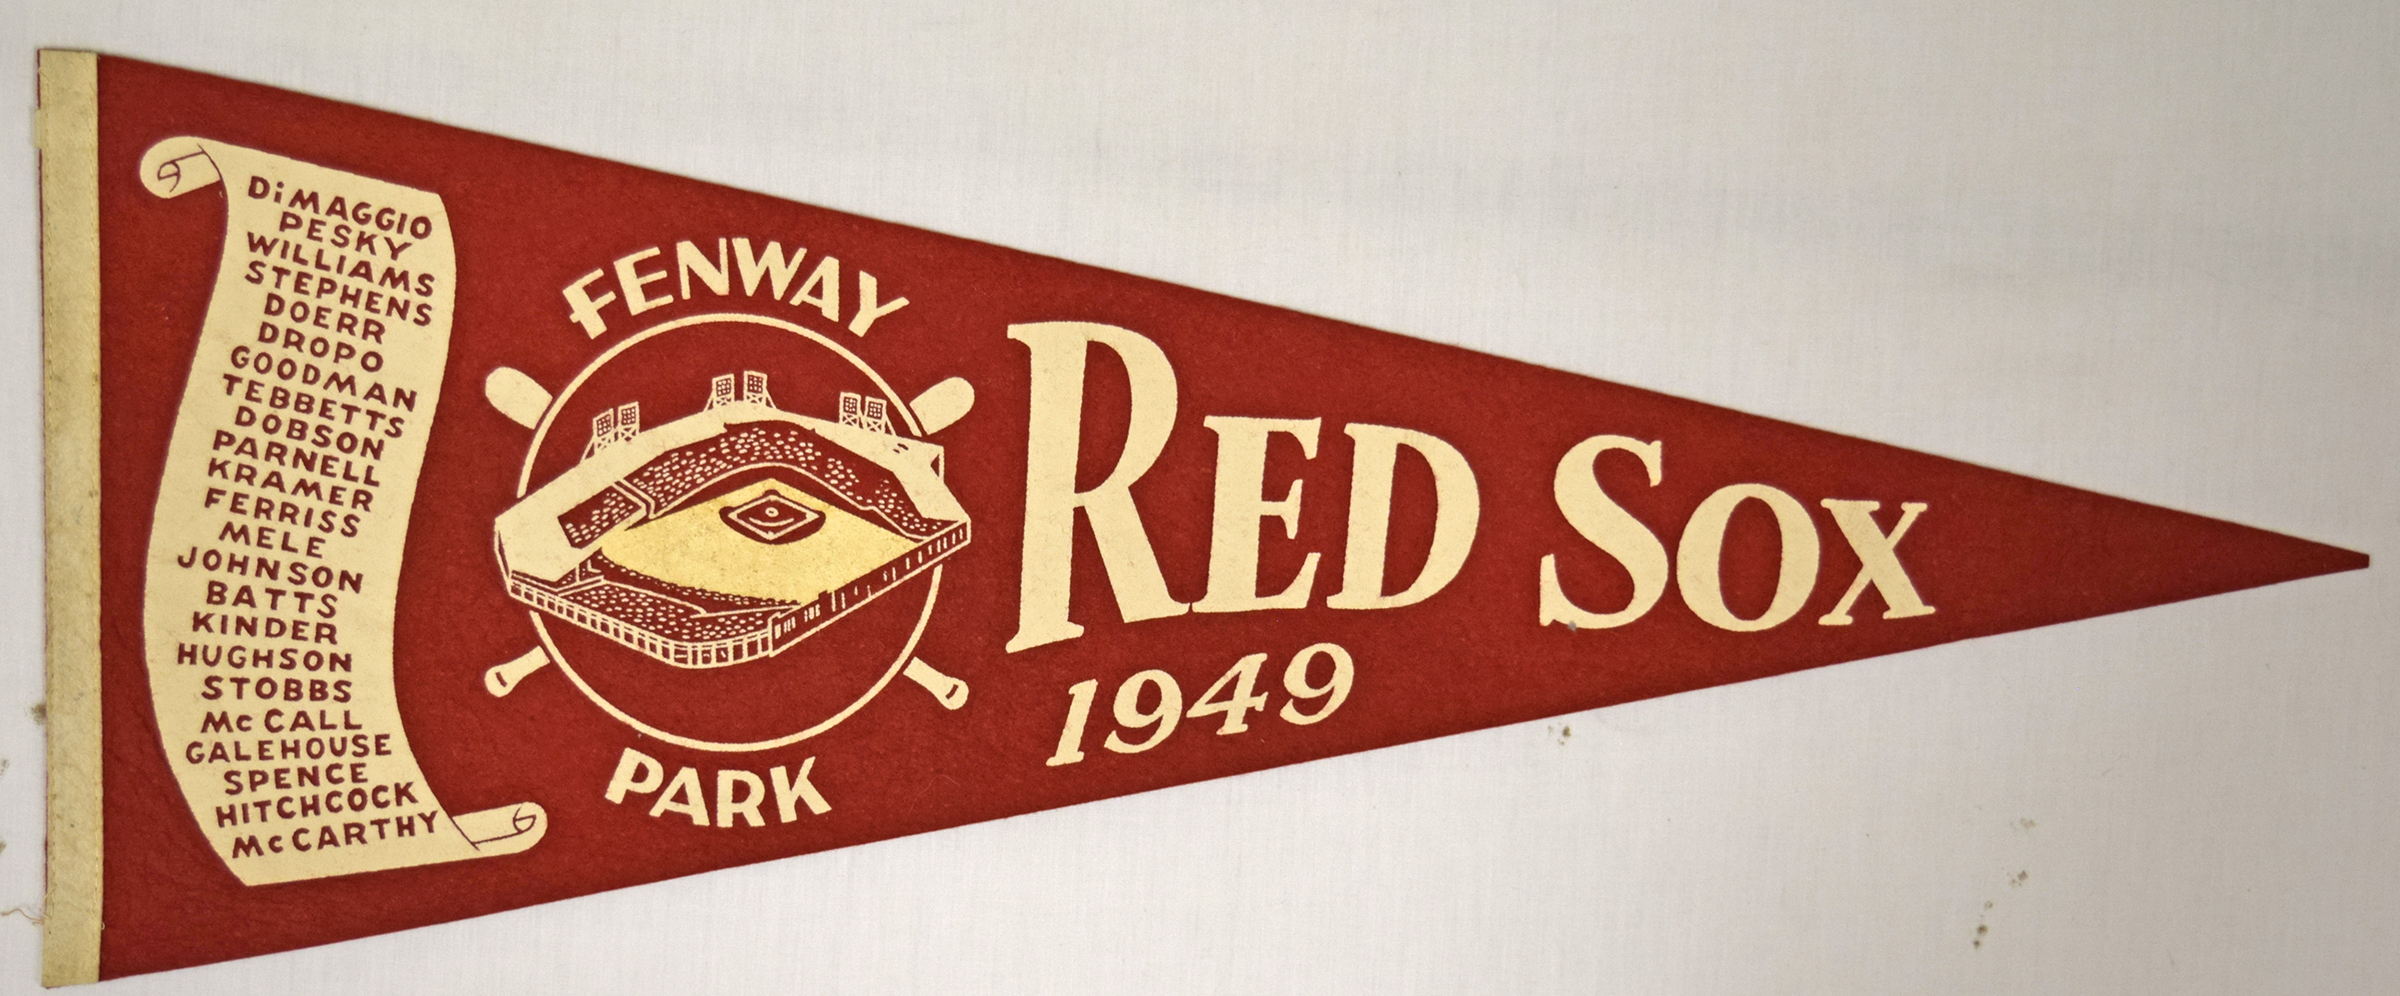 DiMAGGIO
PESKY
WILLIAMS
STEPHENS
DOERR
DROPO
GOODMAN
TEBBETTS
DOBSON
PARNELL
KRAMER
FERRISS
MELE
JOHNSON
BATTS
KINDER
HUGHSON
STOBBS
McCALL
GALEHOUSE
SPENCE
HITCHCOCK
McCARTHY
FENWAY
PARK
RED SOX
1949